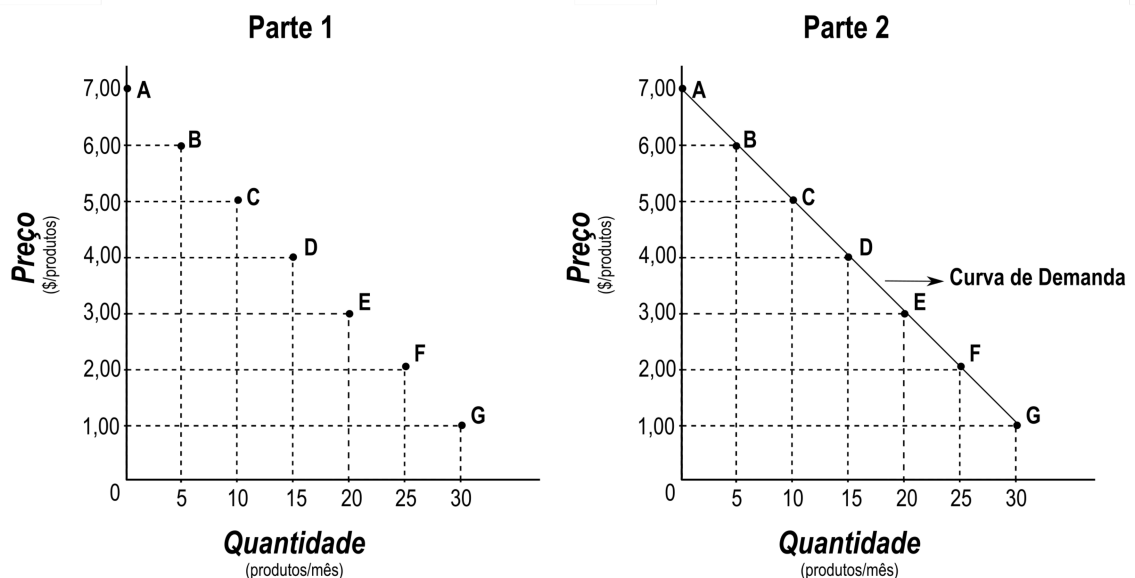 Parte 1
7,00
A
6,00
B
5,00
C
4,00
D
3,00
E
2,00
F
1,00
G
0
5
10
15
20
25
30
Preço
($/produtos)
Quantidade
(produtos/mês)
Parte 2
7,00
A
6,00
B
5,00
C
4,00
D
Curva de Demanda
3,00
E
2,00
F
1,00
G
0
5
10
15
20
25
30
Preço
($/produtos)
Quantidade
(produtos/mês)